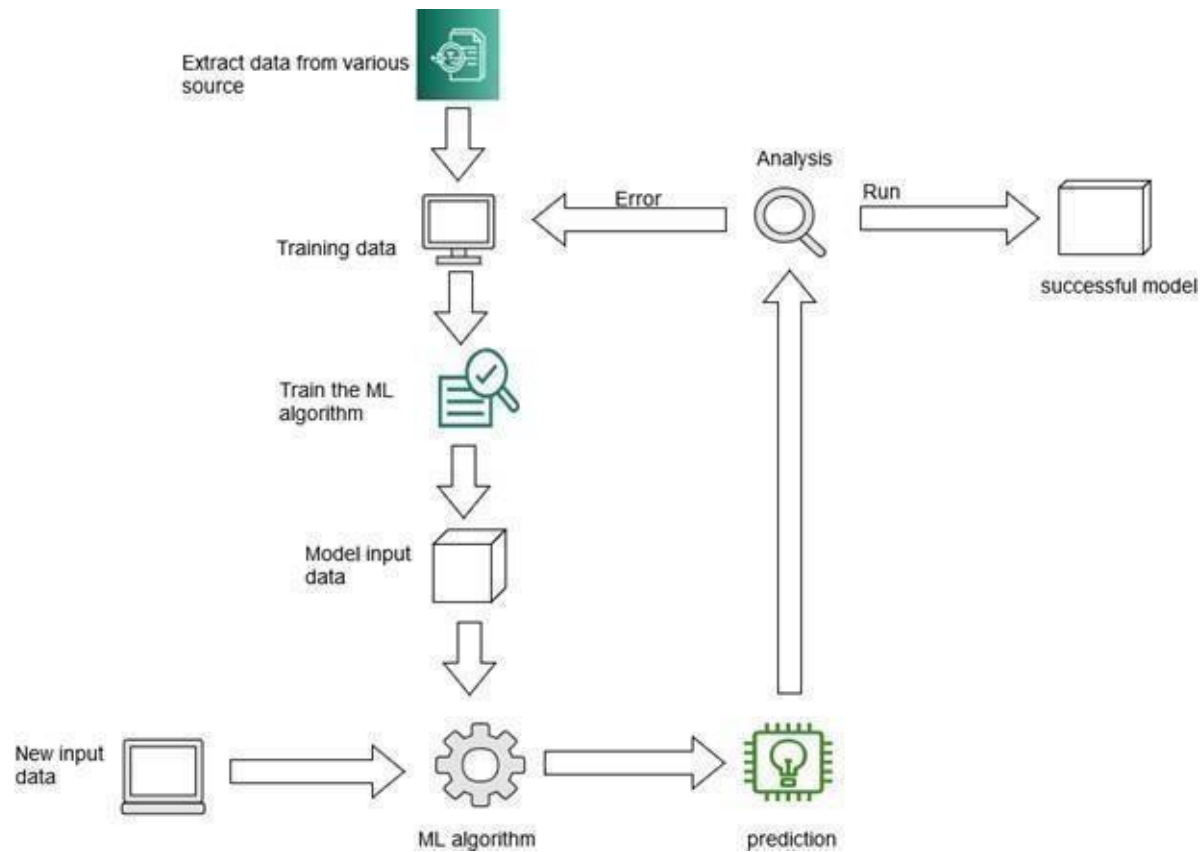 Extract data from various
source
Analysis
Error
Run
Training data
successful model
Train the ML
algorithm
Model input
data
New input
data
ML algorithm
prediction